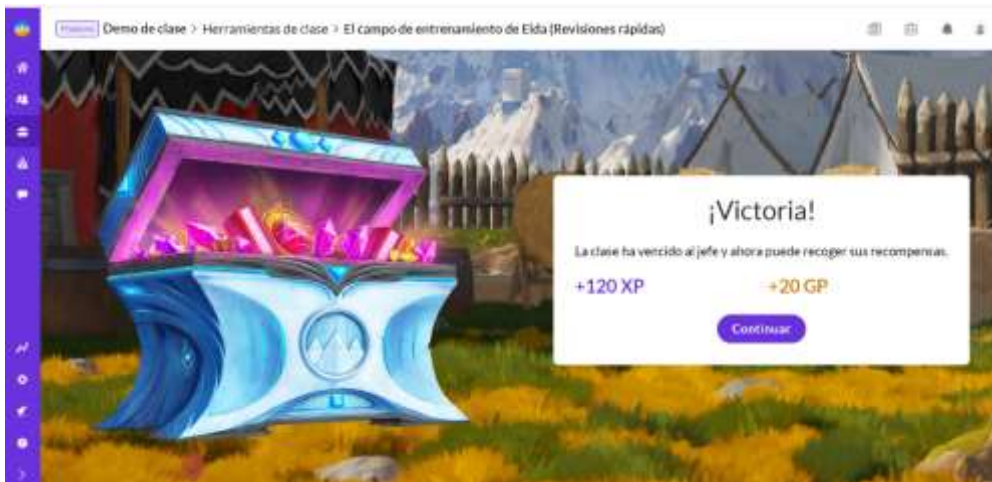 Demo de clase > Herramientas de clase > El campo de entrenamiento de Elda (Revisiones rápidas)
¡Victoria!
La clase ha vencido al jefe y ahora puede recoger sus recompensas.
+120 XP +20 GP
Continuar